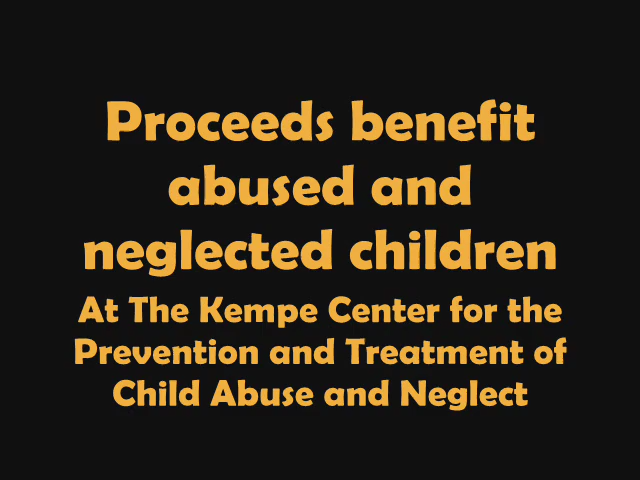 Proceeds benefit
abused and
neglected children
At The Kempe Center for the
Prevention and Treatment of
Child Abuse and Neglect